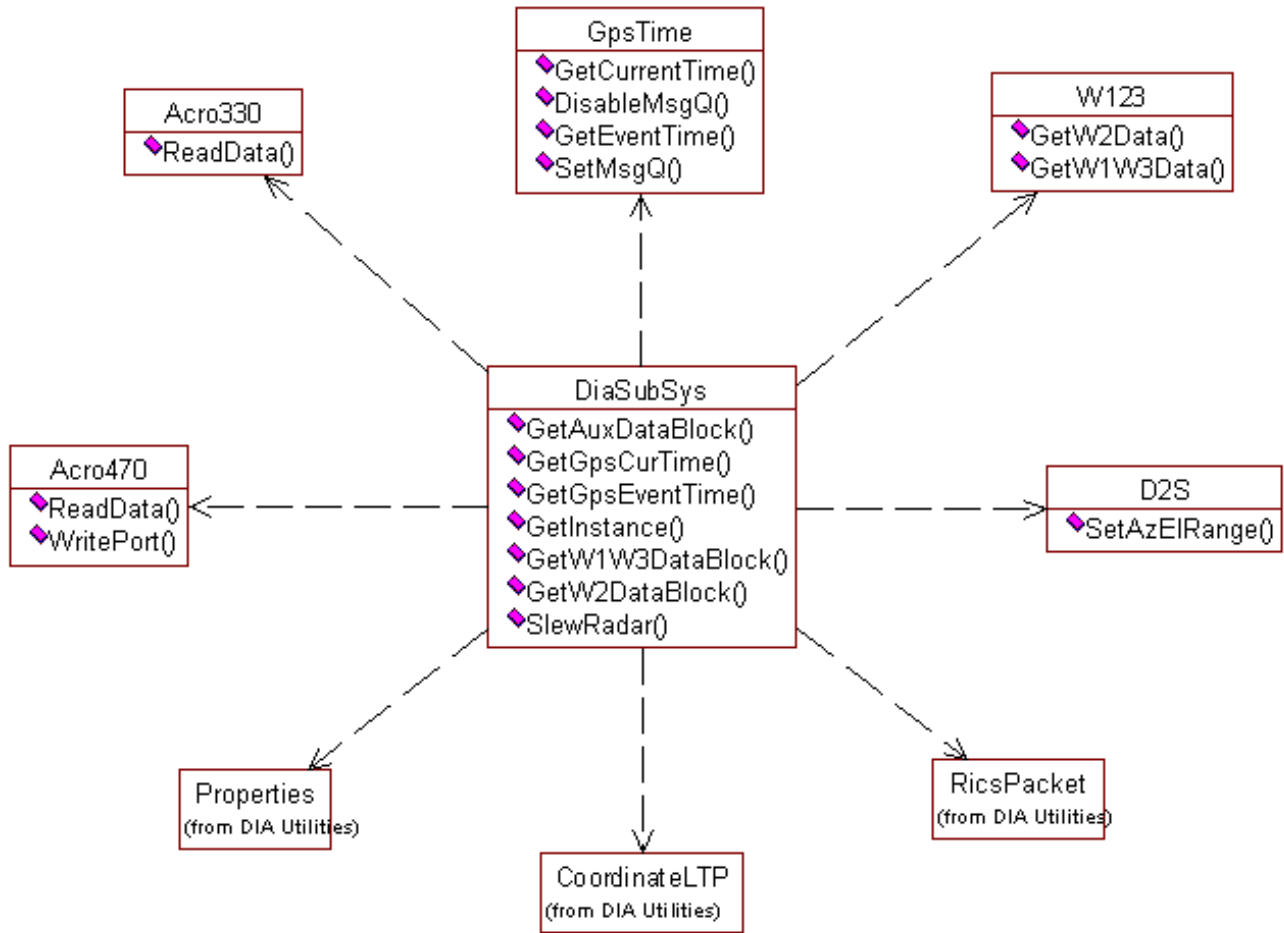 GpsTime
GetCurrentTime()
DisableMsgQ()
GetEventTime()
SetMsgQ()
Acro330
ReadData()
W123
GetW2Data()
GetW1W3Data()
DiaSubSys
GetAuxDataBlock()
GetGpsCurTime()
GetGpsEventTime()
GetInstance()
GetW1W3DataBlock()
GetW2DataBlock()
SlewRadar()
Acro470
ReadData()
WritePort()
D2S
SetAzElRange()
Properties
(from DIA Utilities)
CoordinateLTP
(from DIA Utilities)
RicsPacket
(from DIA Utilities)